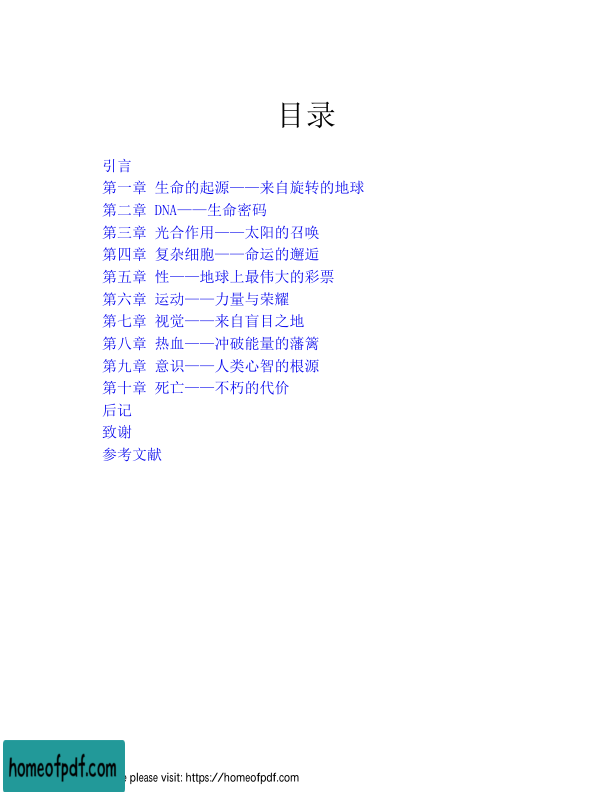 目录
引言
第一章 生命的起源——来自旋转的地球
第二章 DNA——生命密码
第三章 光合作用——太阳的召唤
第四章 复杂细胞——命运的邂逅
第五章 性——地球上最伟大的彩票
第六章 运动——力量与荣耀
第七章 视觉——来自盲目之地
第八章 热血——冲破能量的藩篱
第九章 意识——人类心智的根源
第十章 死亡——不朽的代价
后记
致谢
参考文献
homeofpdf.com
please visit: https://homeofpdf.com